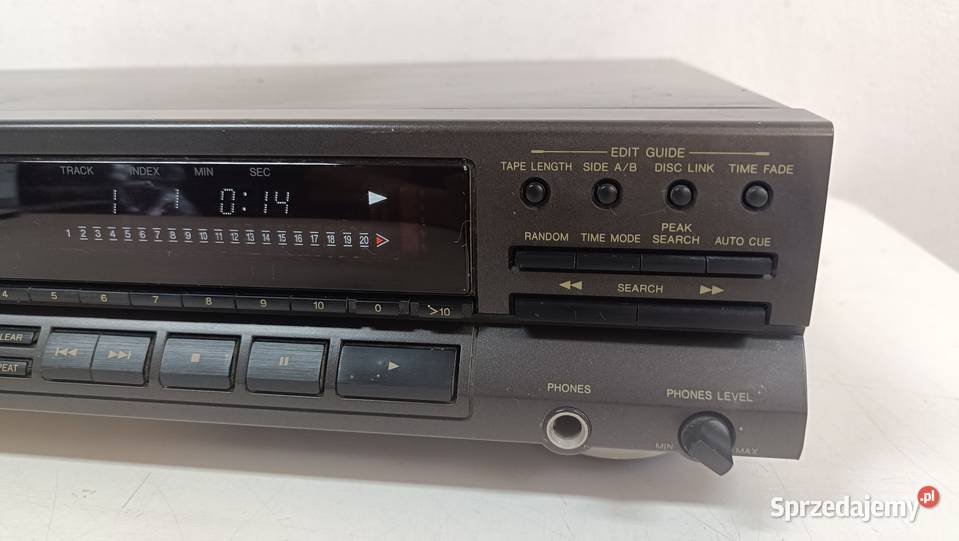 EDIT GUIDE
TAPE LENGTH SIDE A/B DISC LINK TIME FADE
TRACK INDEX MIN SEC
1 1 0:14
1 2 3 4 5 6 7 8 9 10 11 12 13 14 15 16 17 18 19 20
RANDOM TIME MODE PEAK SEARCH AUTO CUE
SEARCH
4 5 6 7 8 9 10 0 >10
LEAR
PEAT
PHONES PHONES LEVEL
MIN MAX
Sprzedajemy.pl